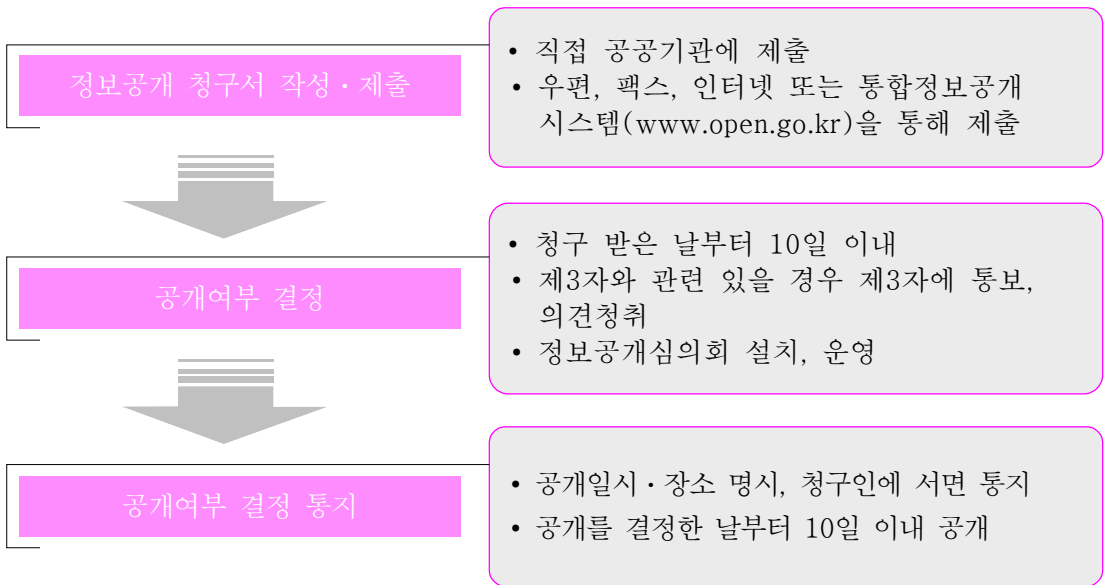 정보공개 청구서 작성·제출
• 직접 공공기관에 제출
• 우편, 팩스, 인터넷 또는 통합정보공개
시스템(www.open.go.kr)을 통해 제출
공개여부 결정
• 청구 받은 날부터 10일 이내
• 제3자와 관련 있을 경우 제3자에 통보,
의견청취
• 정보공개심의회 설치, 운영
공개여부 결정 통지
• 공개일시·장소 명시, 청구인에 서면 통지
• 공개를 결정한 날부터 10일 이내 공개